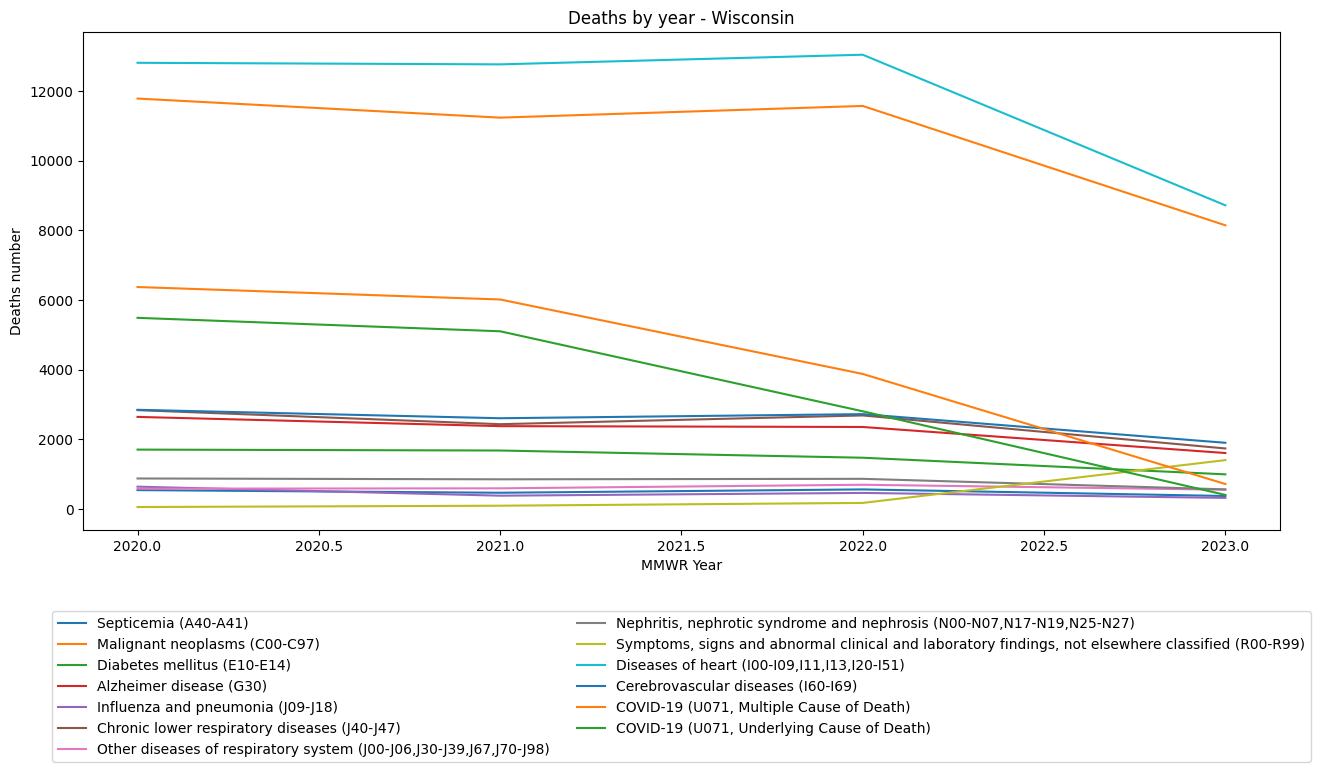 Deaths by year - Wisconsin
Deaths number
12000
10000
8000
6000
4000
2000
0
2020.0 2020.5 2021.0 2021.5 2022.0 2022.5 2023.0
MMWR Year
Septicemia (A40-A41)
Malignant neoplasms (C00-C97)
Diabetes mellitus (E10-E14)
Alzheimer disease (G30)
Influenza and pneumonia (J09-J18)
Chronic lower respiratory diseases (J40-J47)
Other diseases of respiratory system (J00-J06,J30-J39,J67,J70-J98)
Nephritis, nephrotic syndrome and nephrosis (N00-N07,N17-N19,N25-N27)
Symptoms, signs and abnormal clinical and laboratory findings, not elsewhere classified (R00-R99)
Diseases of heart (I00-I09,I11,I13,I20-I51)
Cerebrovascular diseases (I60-I69)
COVID-19 (U071, Multiple Cause of Death)
COVID-19 (U071, Underlying Cause of Death)